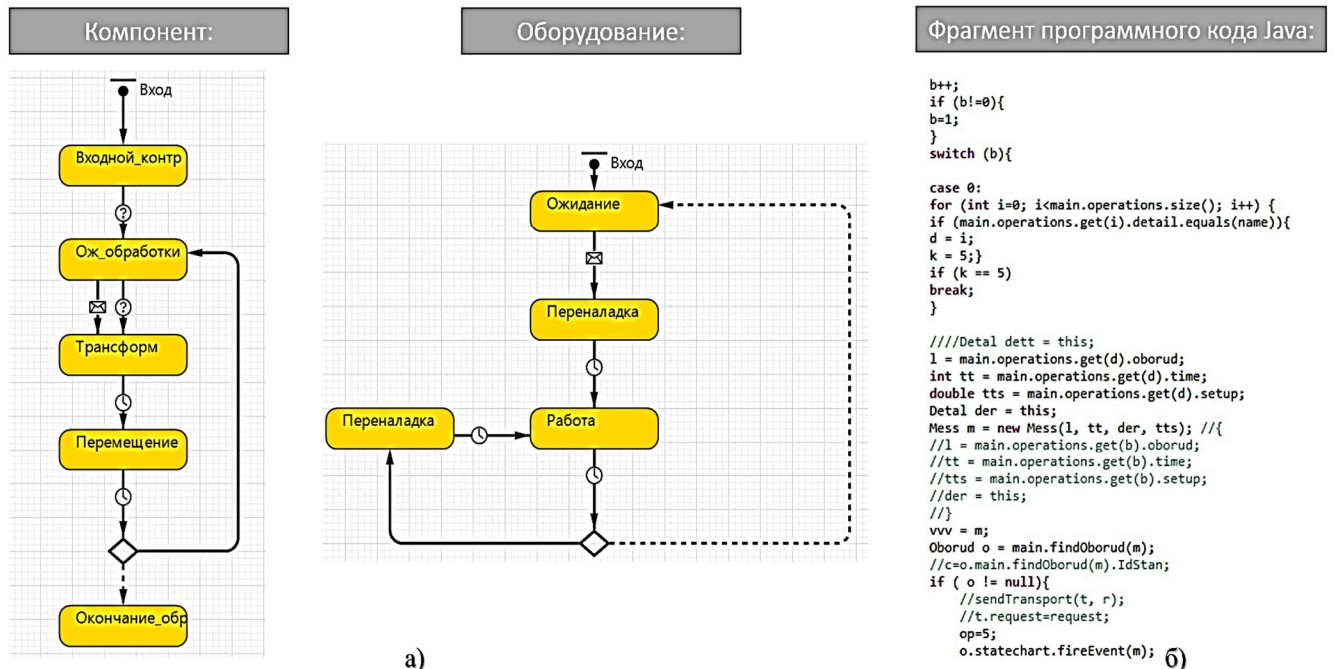 Компонент:
Вход
Входной_контр
Ож_обработки
Трансформ
Перемещение
Окончание_обр
Оборудование:
Вход
Ожидание
Переналадка
Переналадка
Работа
а)
Фрагмент программного кода Java:
b++;
if (b!=0){
b=1;
}
switch (b){
case 0:
for (int i=0; i<main.operations.size(); i++) {
if (main.operations.get(i).detail.equals(name)){
d = i;
k = 5;}
if (k == 5)
break;
}
////Detal dett = this;
l = main.operations.get(d).oborud;
int tt = main.operations.get(d).time;
double tts = main.operations.get(d).setup;
Detal der = this;
Mess m = new Mess(l, tt, der, tts); //{
//l = main.operations.get(b).oborud;
//tt = main.operations.get(b).time;
//tts = main.operations.get(b).setup;
//der = this;
//}
vvv = m;
Oborud o = main.findOborud(m);
//c=o.main.findOborud(m).IdStan;
if ( o != null){
//sendTransport(t, r);
//t.request=request;
op=5;
o.statechart.fireEvent(m);
б)